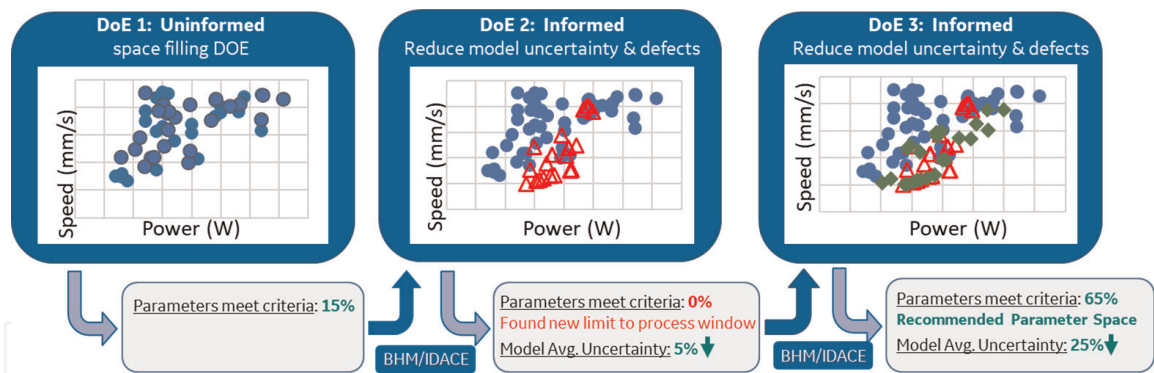 DoE 1: Uninformed
space filling DOE
Speed (mm/s)
Power (W)
Parameters meet criteria: 15%
BHM/IDACE
DoE 2: Informed
Reduce model uncertainty & defects
Speed (mm/s)
Power (W)
Parameters meet criteria: 0%
Found new limit to process window
Model Avg. Uncertainty: 5%
BHM/IDACE
DoE 3: Informed
Reduce model uncertainty & defects
Speed (mm/s)
Power (W)
Parameters meet criteria: 65%
Recommended Parameter Space
Model Avg. Uncertainty: 25%